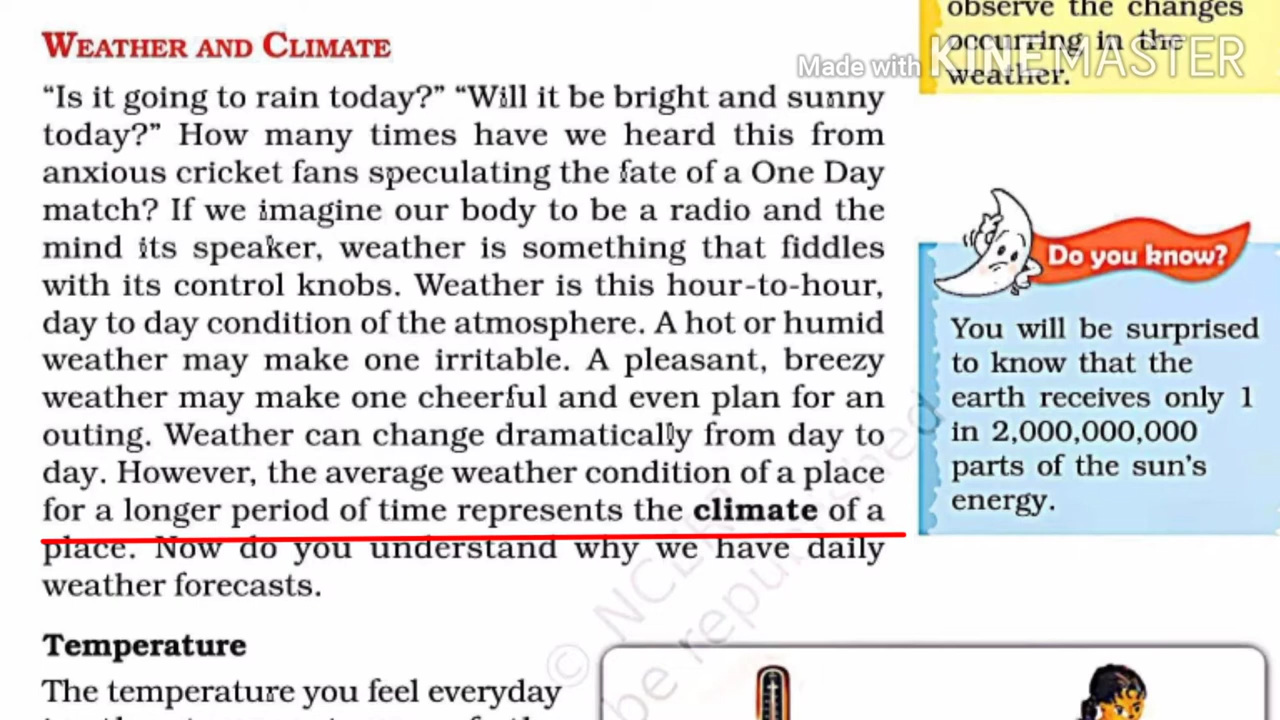 WEATHER AND CLIMATE
"Is it going to rain today?" "Will it be bright and sunny
today?" How many times have we heard this from
anxious cricket fans speculating the fate of a One Day
match? If we imagine our body to be a radio and the
mind its speaker, weather is something that fiddles
with its control knobs. Weather is this hour-to-hour,
day to day condition of the atmosphere. A hot or humid
weather may make one irritable. A pleasant, breezy
weather may make one cheerful and even plan for an
outing. Weather can change dramatically from day to
day. However, the average weather condition of a place
for a longer period of time represents the climate of a
place. Now do you understand why we have daily
weather forecasts.
Temperature
The temperature you feel everyday
observe the changes
occurring in the
weather.
Made with KINEMASTER
Do you know?
You will be surprised
to know that the
earth receives only 1
in 2,000,000,000
parts of the sun's
energy.
© NCERT
be republished